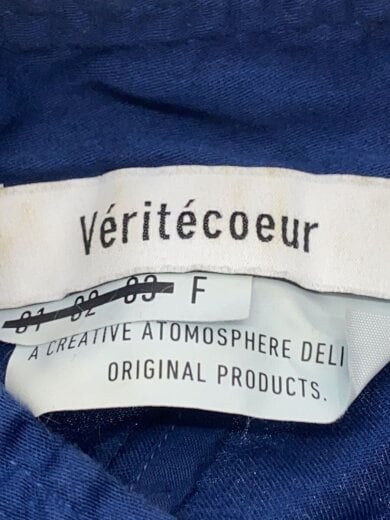 Véritécoeur
01 02 03 F
A CREATIVE ATOMOSPHERE DELI
ORIGINAL PRODUCTS.